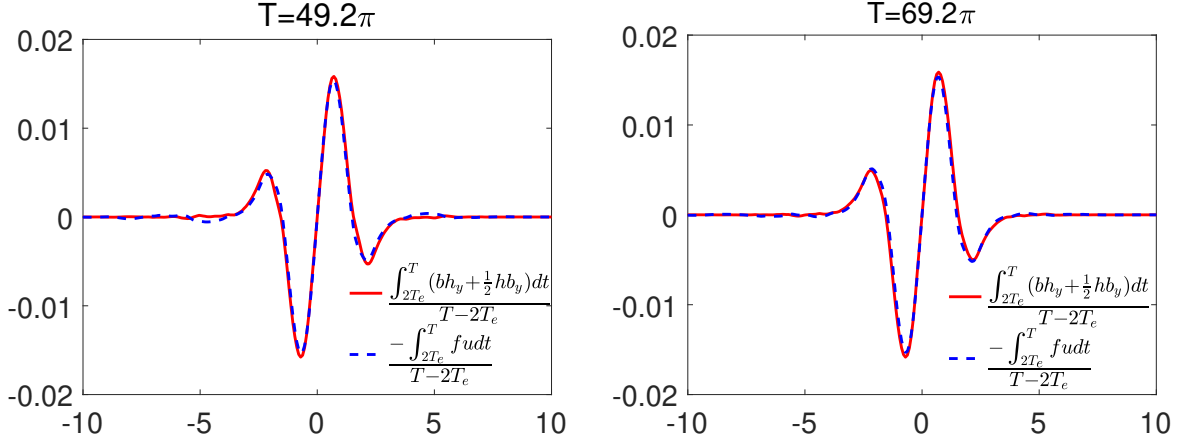 T=49.2π
0.02
0.01
0
-0.01
-0.02
-10 -5 0 5 10
∫_{2T_e}^{T}(bh_y+½hb_y)dt / T−2T_e
−∫_{2T_e}^{T} fudt / T−2T_e
T=69.2π
0.02
0.01
0
-0.01
-0.02
-10 -5 0 5 10
∫_{2T_e}^{T}(bh_y+½hb_y)dt / T−2T_e
−∫_{2T_e}^{T} fudt / T−2T_e